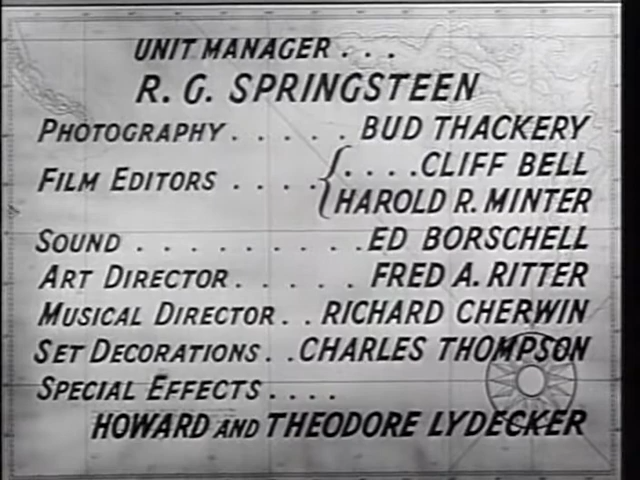 UNIT MANAGER . . .
R. G. SPRINGSTEEN
PHOTOGRAPHY . . . . . BUD THACKERY
FILM EDITORS . . . . { . . . . CLIFF BELL
HAROLD R. MINTER
SOUND . . . . . . . . . ED BORSCHELL
ART DIRECTOR . . . . . FRED A. RITTER
MUSICAL DIRECTOR . . RICHARD CHERWIN
SET DECORATIONS . . CHARLES THOMPSON
SPECIAL EFFECTS . . . .
HOWARD AND THEODORE LYDECKER